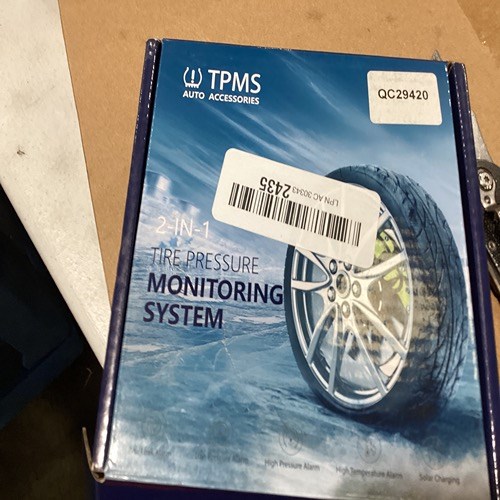 TPMS
AUTO ACCESSORIES
QC29420
LPN AC 30343
2435
2-IN-1
TIRE PRESSURE
MONITORING
SYSTEM
High Pressure Alarm
High Temperature Alarm
Solar Charging